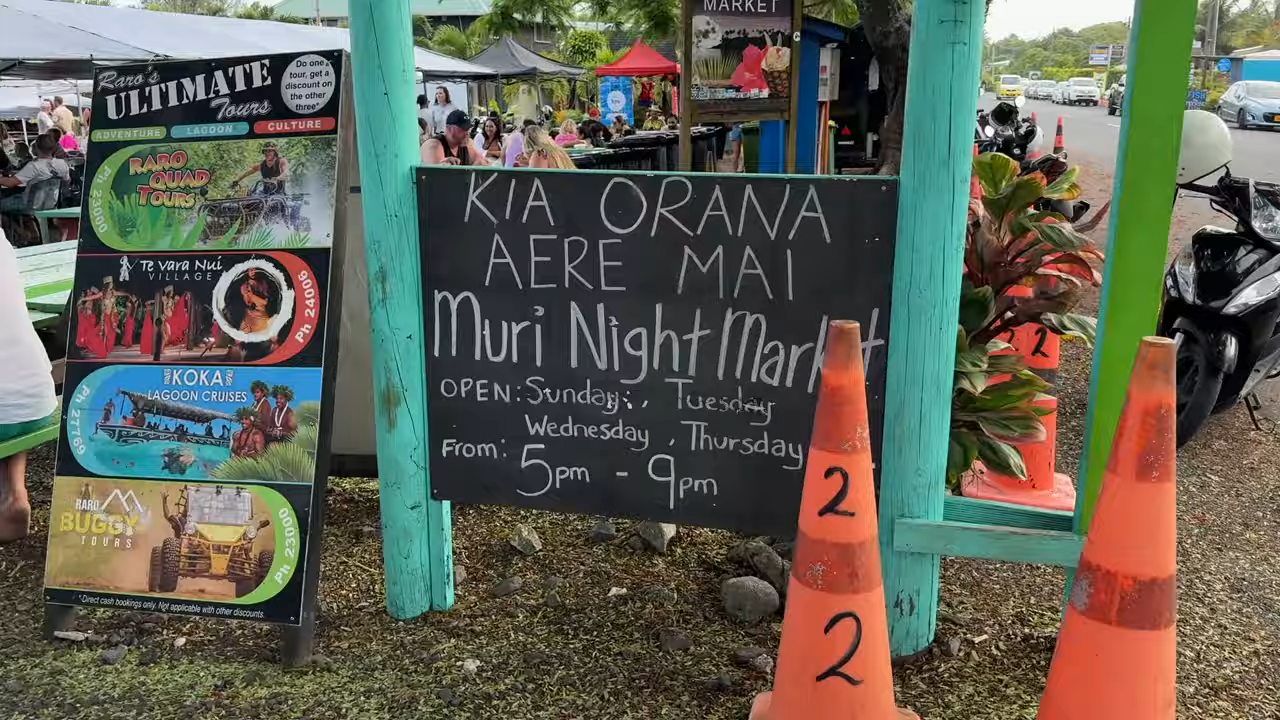 Raro's
ULTIMATE
Tours
Do one
tour, get a
discount on
the other
three*
ADVENTURE
LAGOON
CULTURE
RARO
QUAD
TOURS
Ph 23000
TE VARA NUI
VILLAGE
Ph 24006
KOKA
LAGOON CRUISES
Ph 27769
RARO
BUGGY
TOURS
Ph 23000
*Direct cash bookings only. Not applicable with other discounts.
MARKET
KIA ORANA
AERE MAI
Muri Night Market
OPEN: Sunday, Tuesday
Wednesday, Thursday
From: 5pm - 9pm
2
2
2